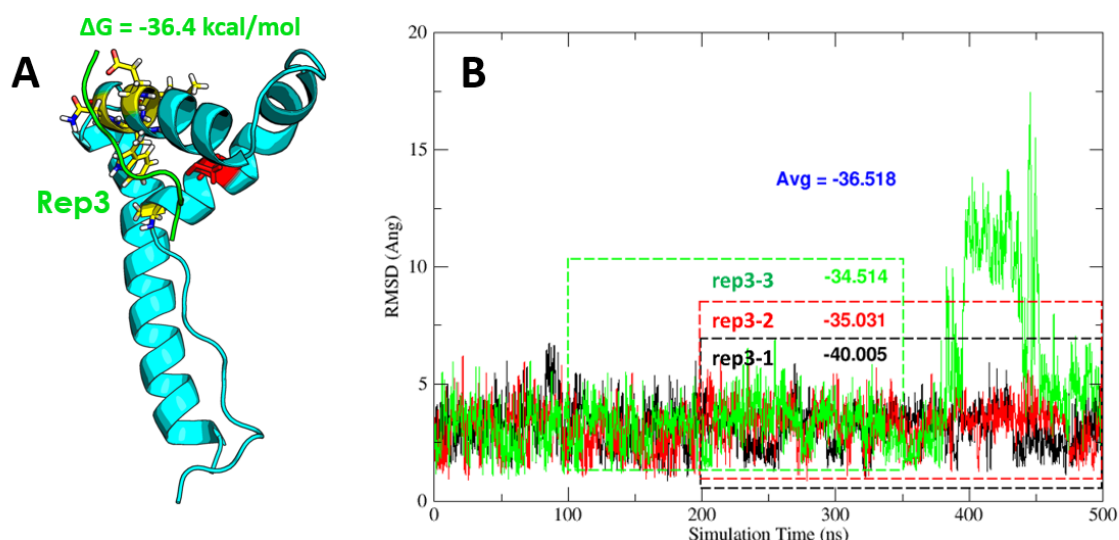 ΔG = -36.4 kcal/mol
A
Rep3
B
20
15
10
5
0
RMSD (Ang)
Avg = -36.518
rep3-3 -34.514
rep3-2 -35.031
rep3-1 -40.005
0 100 200 300 400 500
Simulation Time (ns)